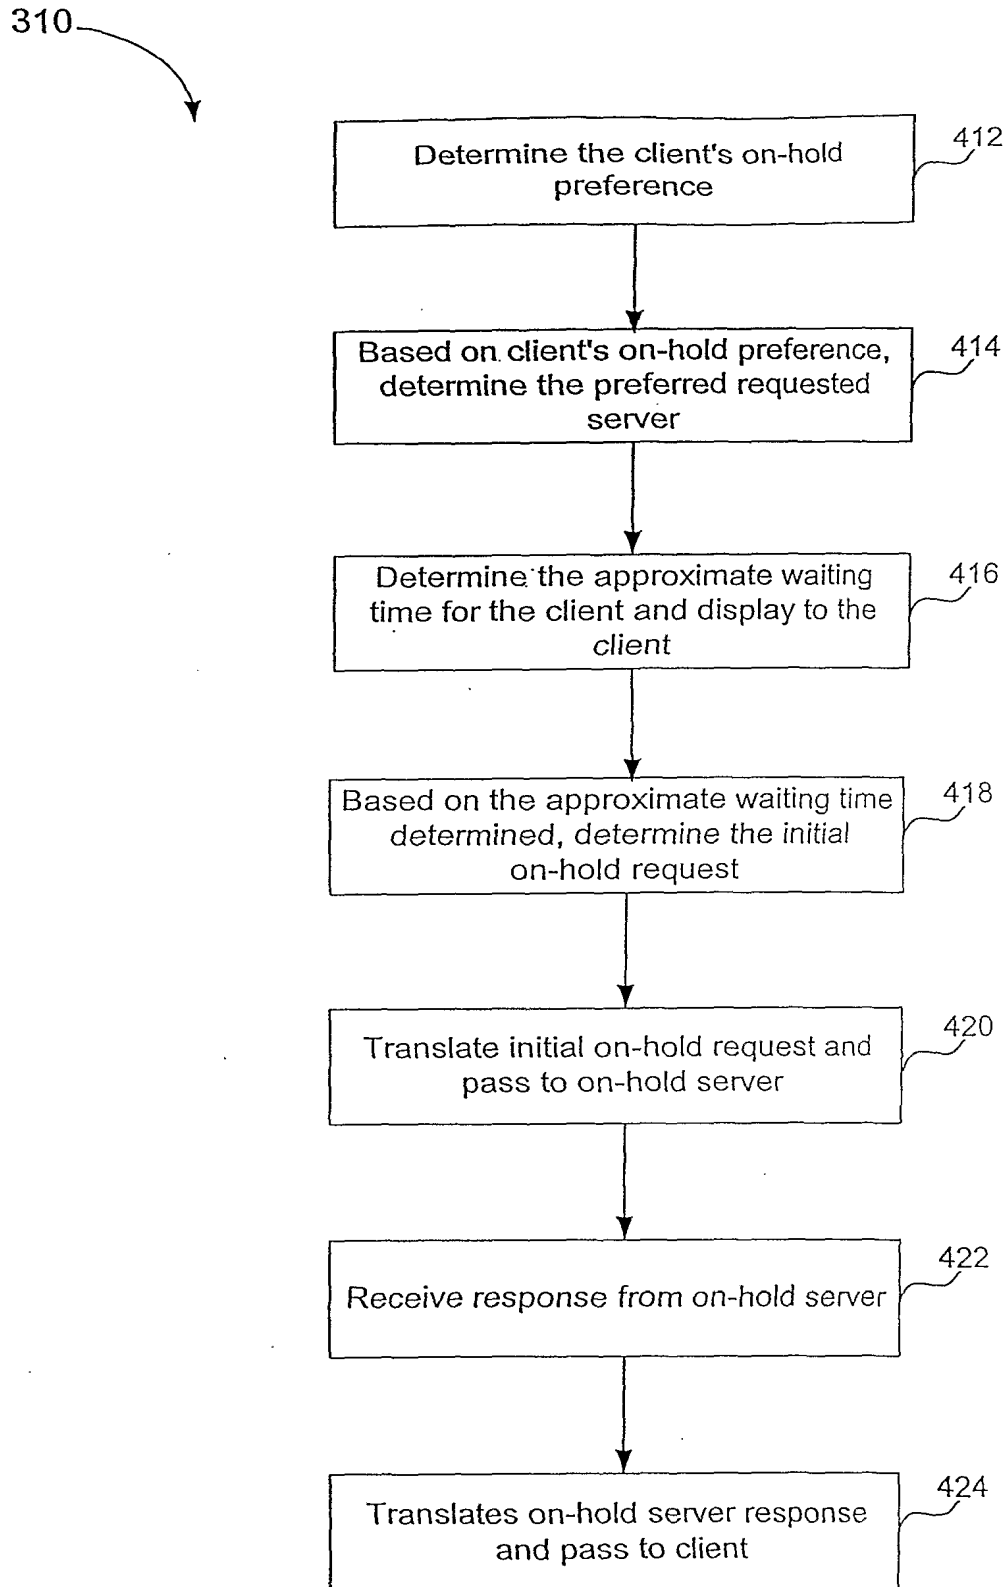 310
412
Determine the client's on-hold
preference
414
Based on client's on-hold preference,
determine the preferred requested
server
416
Determine the approximate waiting
time for the client and display to the
client
418
Based on the approximate waiting time
determined, determine the initial
on-hold request
420
Translate initial on-hold request and
pass to on-hold server
422
Receive response from on-hold server
424
Translates on-hold server response
and pass to client